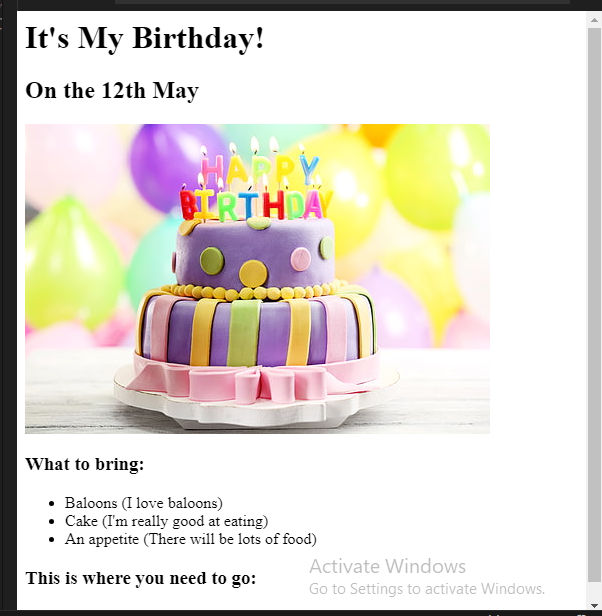 It's My Birthday!
On the 12th May
HAPPY
BIRTHDAY
What to bring:
Baloons (I love baloons)
Cake (I'm really good at eating)
An appetite (There will be lots of food)
This is where you need to go:
Activate Windows
Go to Settings to activate Windows.